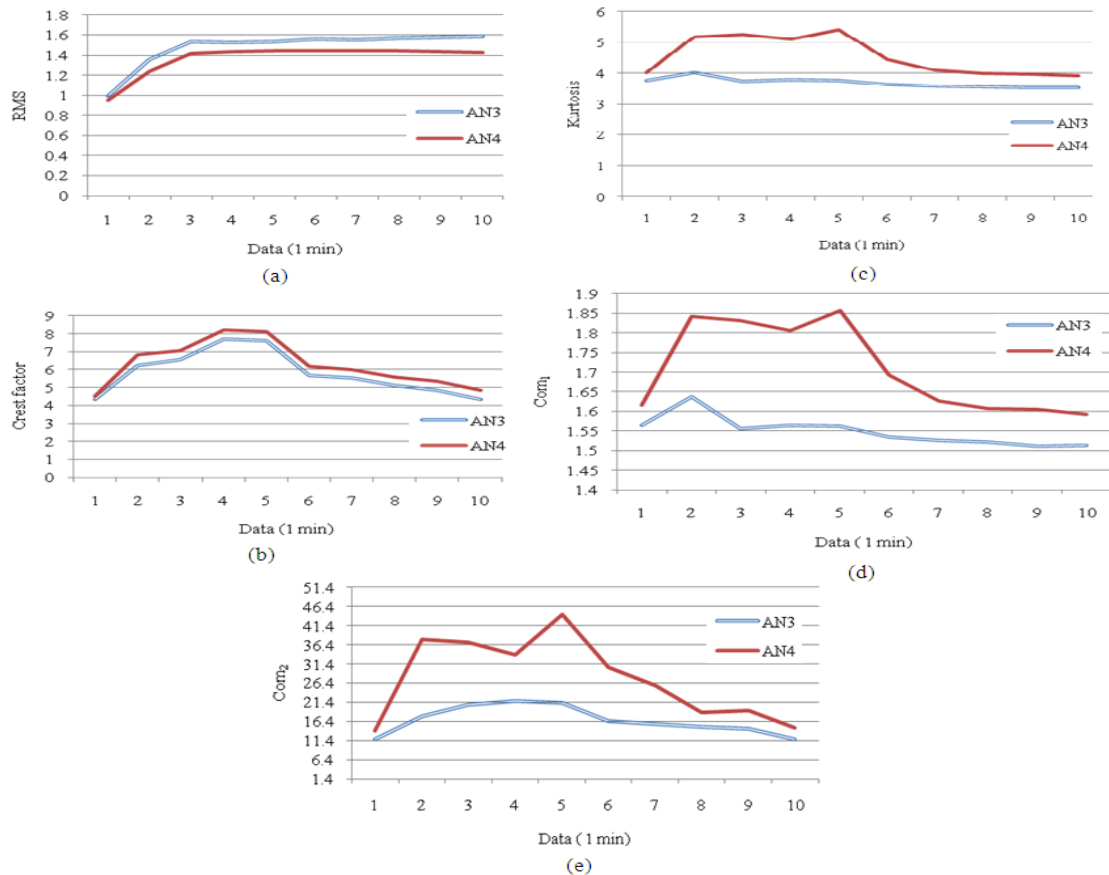 1.8
1.6
1.4
1.2
1
0.8
0.6
0.4
0.2
0
RMS
AN3
AN4
1 2 3 4 5 6 7 8 9 10
Data (1 min)
(a)
6
5
4
3
2
1
0
Kurtosis
AN3
AN4
1 2 3 4 5 6 7 8 9 10
Data (1 min)
(c)
9
8
7
6
5
4
3
2
1
0
Crest factor
AN3
AN4
1 2 3 4 5 6 7 8 9 10
Data (1 min)
(b)
1.9
1.85
1.8
1.75
1.7
1.65
1.6
1.55
1.5
1.45
1.4
Com₁
AN3
AN4
1 2 3 4 5 6 7 8 9 10
Data ( 1 min)
(d)
51.4
46.4
41.4
36.4
31.4
26.4
21.4
16.4
11.4
6.4
1.4
Com₂
AN3
AN4
1 2 3 4 5 6 7 8 9 10
Data ( 1 min)
(e)